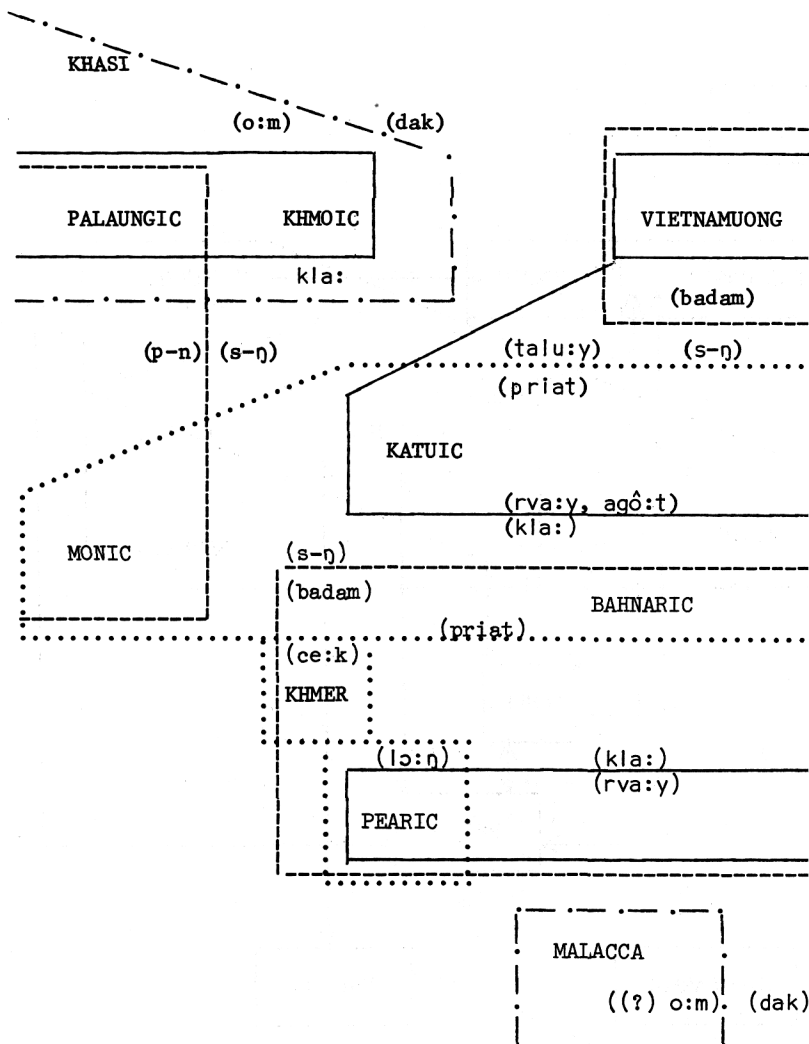 KHASI
(o:m) (dak)
PALAUNGIC KHMOIC VIETNAMUONG
kla:
(badam)
(p-n) (s-ŋ) (talu:y) (s-ŋ)
(priat)
KATUIC
(rva:y, agô:t)
(kla:)
MONIC (s-ŋ)
(badam) BAHNARIC
(priat)
(ce:k)
KHMER
(lɔ:ŋ) (kla:)
(rva:y)
PEARIC
MALACCA
((?) o:m) (dak)